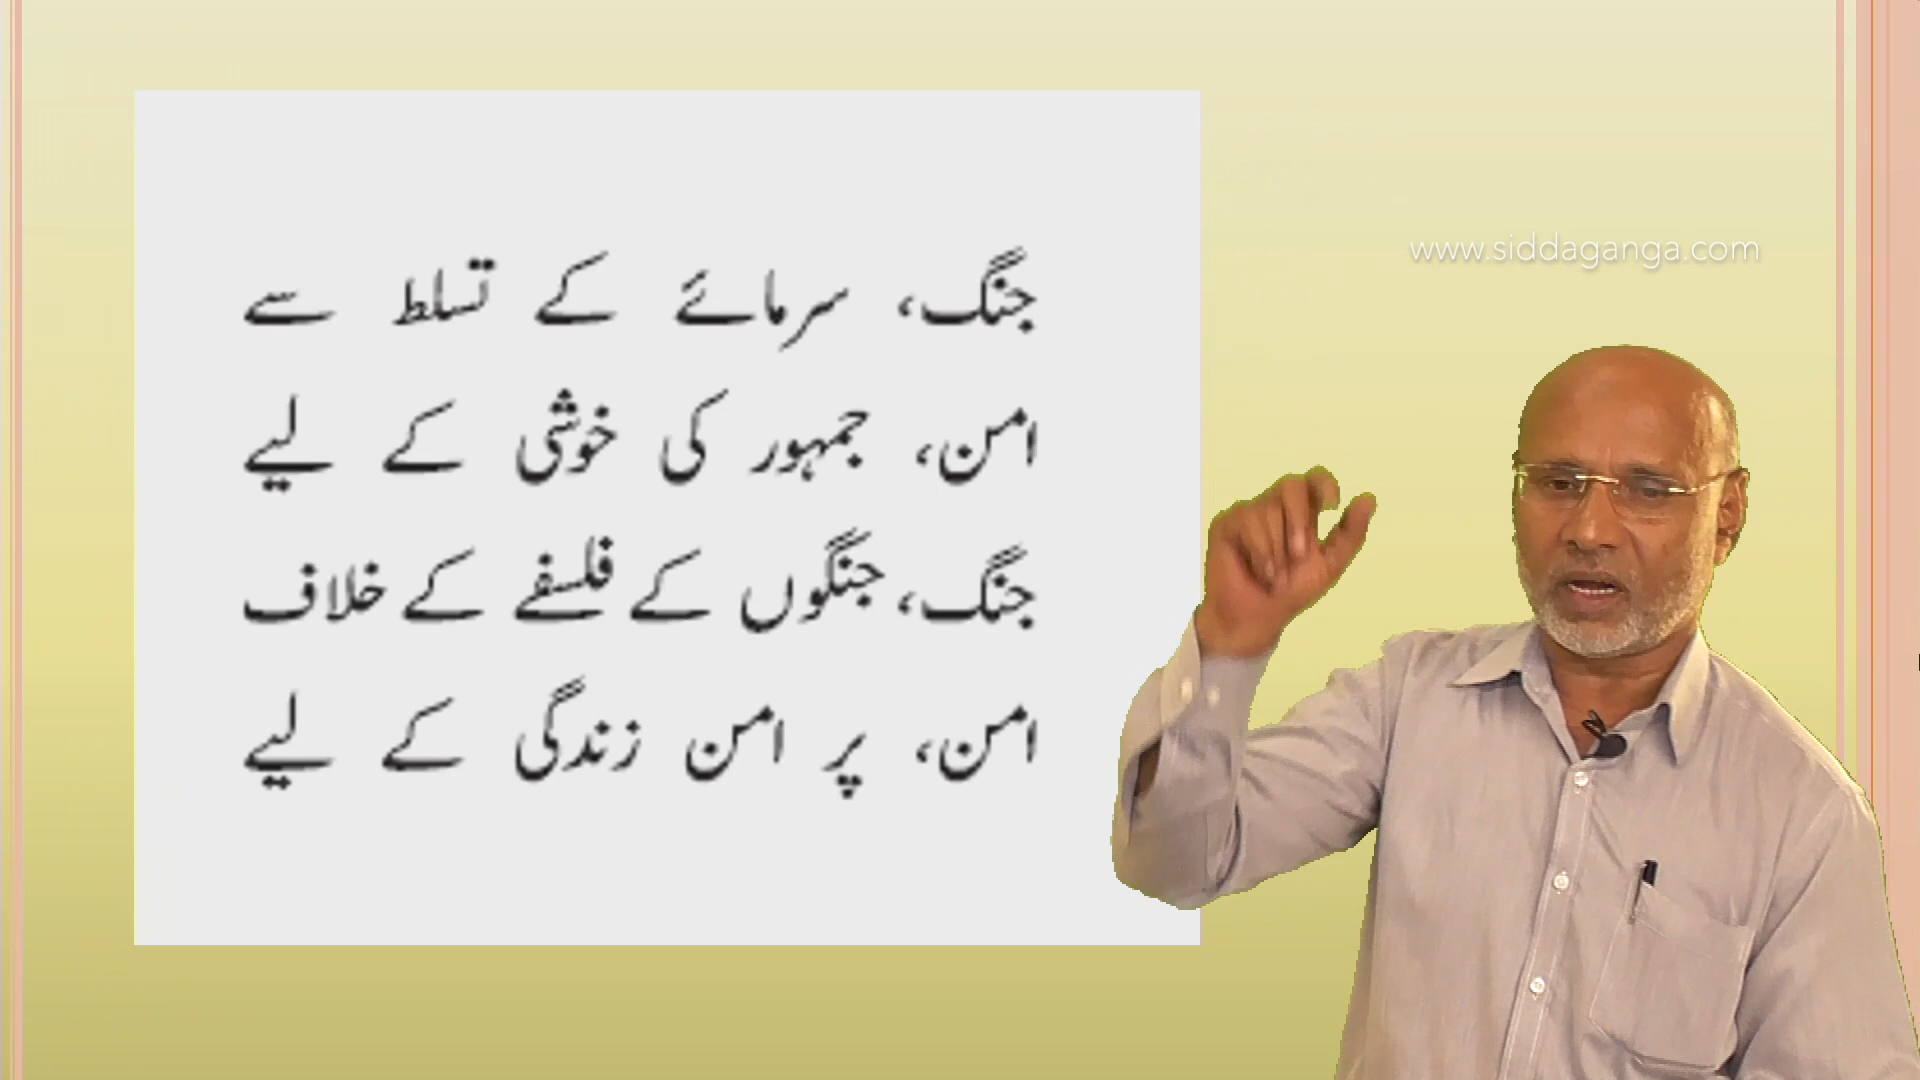 جنگ، سرمائے کے تسلط سے
امن، جمہور کی خوشی کے لیے
جنگ، جنگوں کے فلسفے کے خلاف
امن، پر امن زندگی کے لیے
www.siddaganga.com